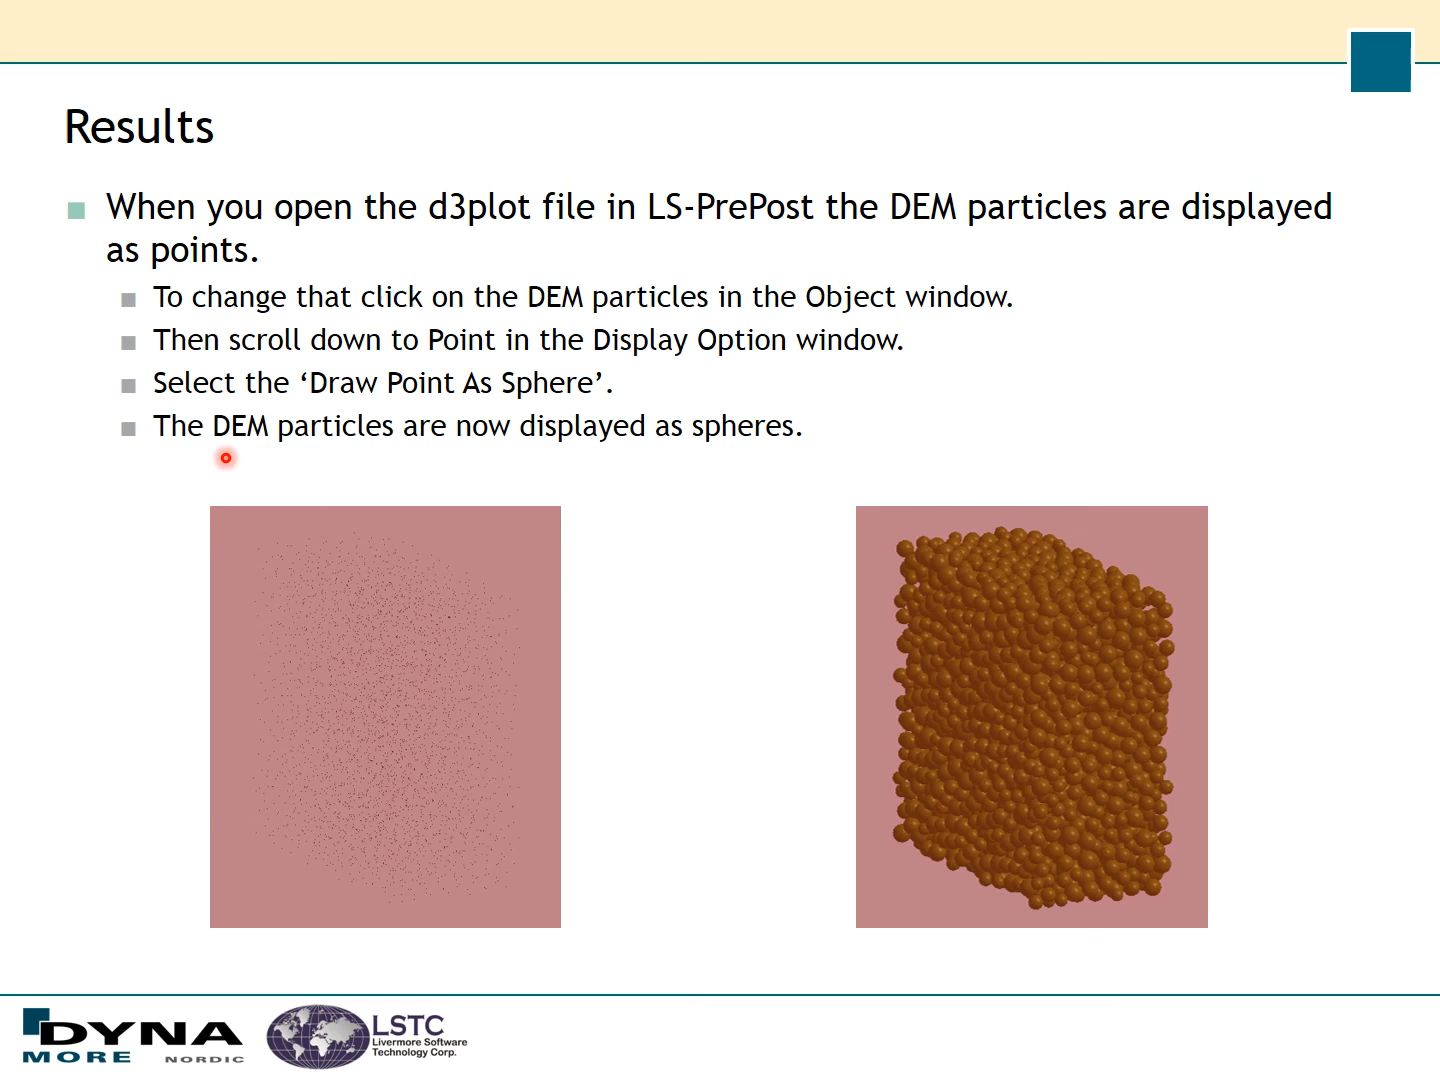 Results
When you open the d3plot file in LS-PrePost the DEM particles are displayed
as points.
To change that click on the DEM particles in the Object window.
Then scroll down to Point in the Display Option window.
Select the ‘Draw Point As Sphere’.
The DEM particles are now displayed as spheres.
DYNA
MORE NORDIC
LSTC
Livermore Software
Technology Corp.